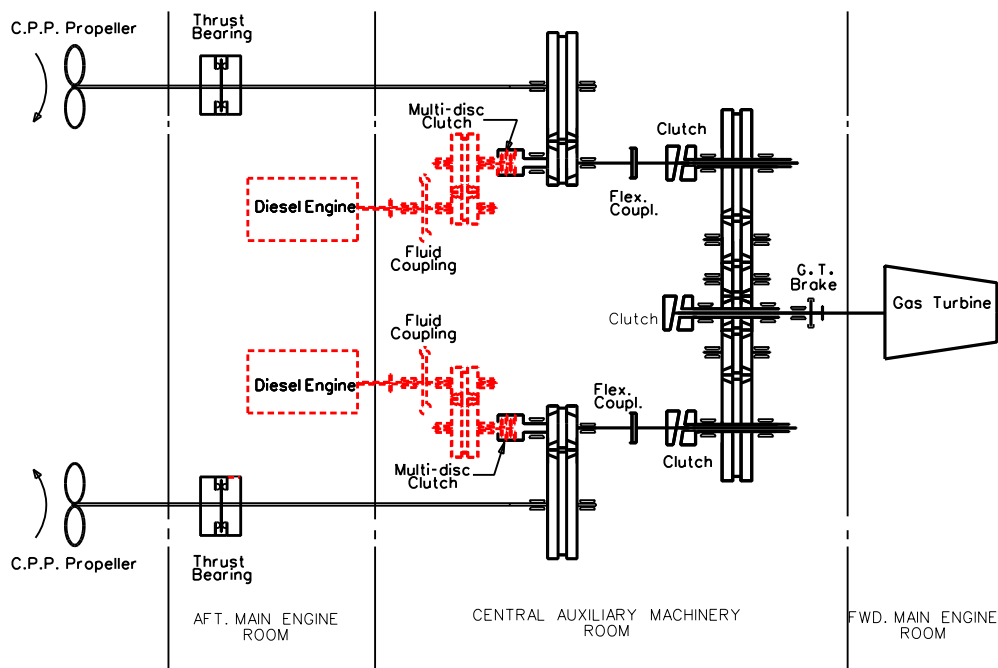 C.P.P. Propeller
Thrust
Bearing
Multi-disc
Clutch
Clutch
Diesel Engine
Flex.
Coupl.
Fluid
Coupling
G.T.
Brake
Gas Turbine
Clutch
Fluid
Coupling
Diesel Engine
Flex.
Coupl.
Multi-disc
Clutch
Clutch
C.P.P. Propeller
Thrust
Bearing
AFT. MAIN ENGINE
ROOM
CENTRAL AUXILIARY MACHINERY
ROOM
FWD. MAIN ENGINE
ROOM